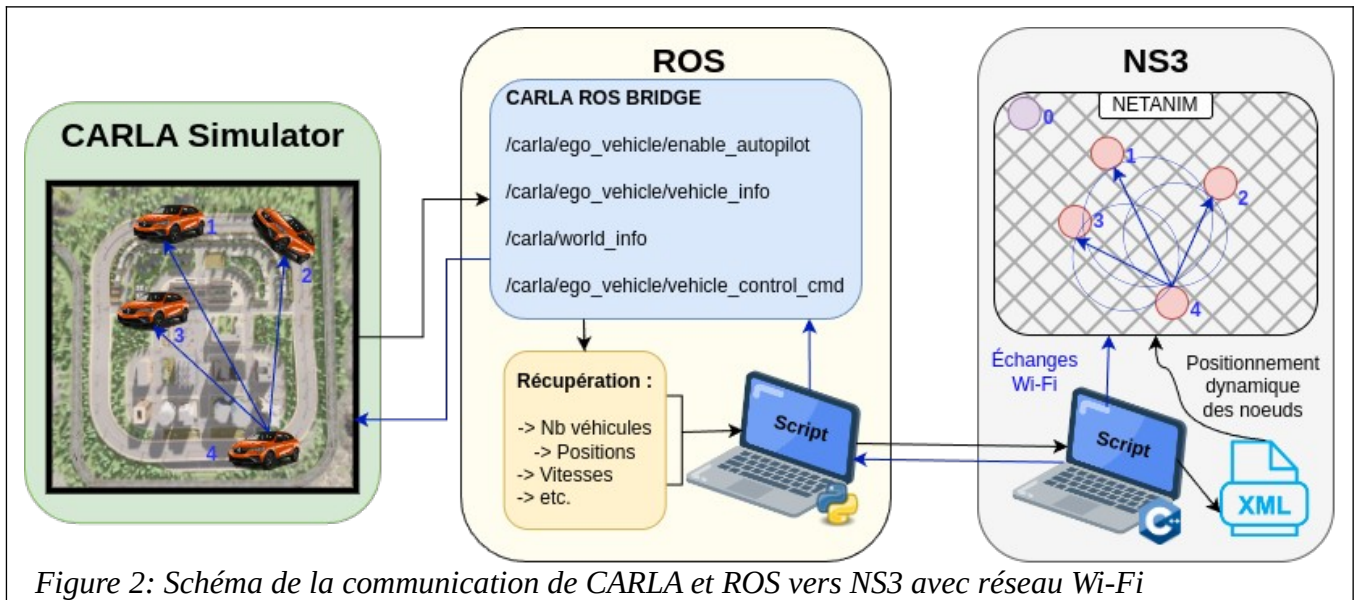 CARLA Simulator
1
2
3
4
ROS
CARLA ROS BRIDGE
/carla/ego_vehicle/enable_autopilot
/carla/ego_vehicle/vehicle_info
/carla/world_info
/carla/ego_vehicle/vehicle_control_cmd
Récupération :
-> Nb véhicules
-> Positions
-> Vitesses
-> etc.
Script
NS3
NETANIM
0
1
2
3
4
Échanges
Wi-Fi
Positionnement
dynamique
des noeuds
Script
C++
XML
Figure 2: Schéma de la communication de CARLA et ROS vers NS3 avec réseau Wi-Fi